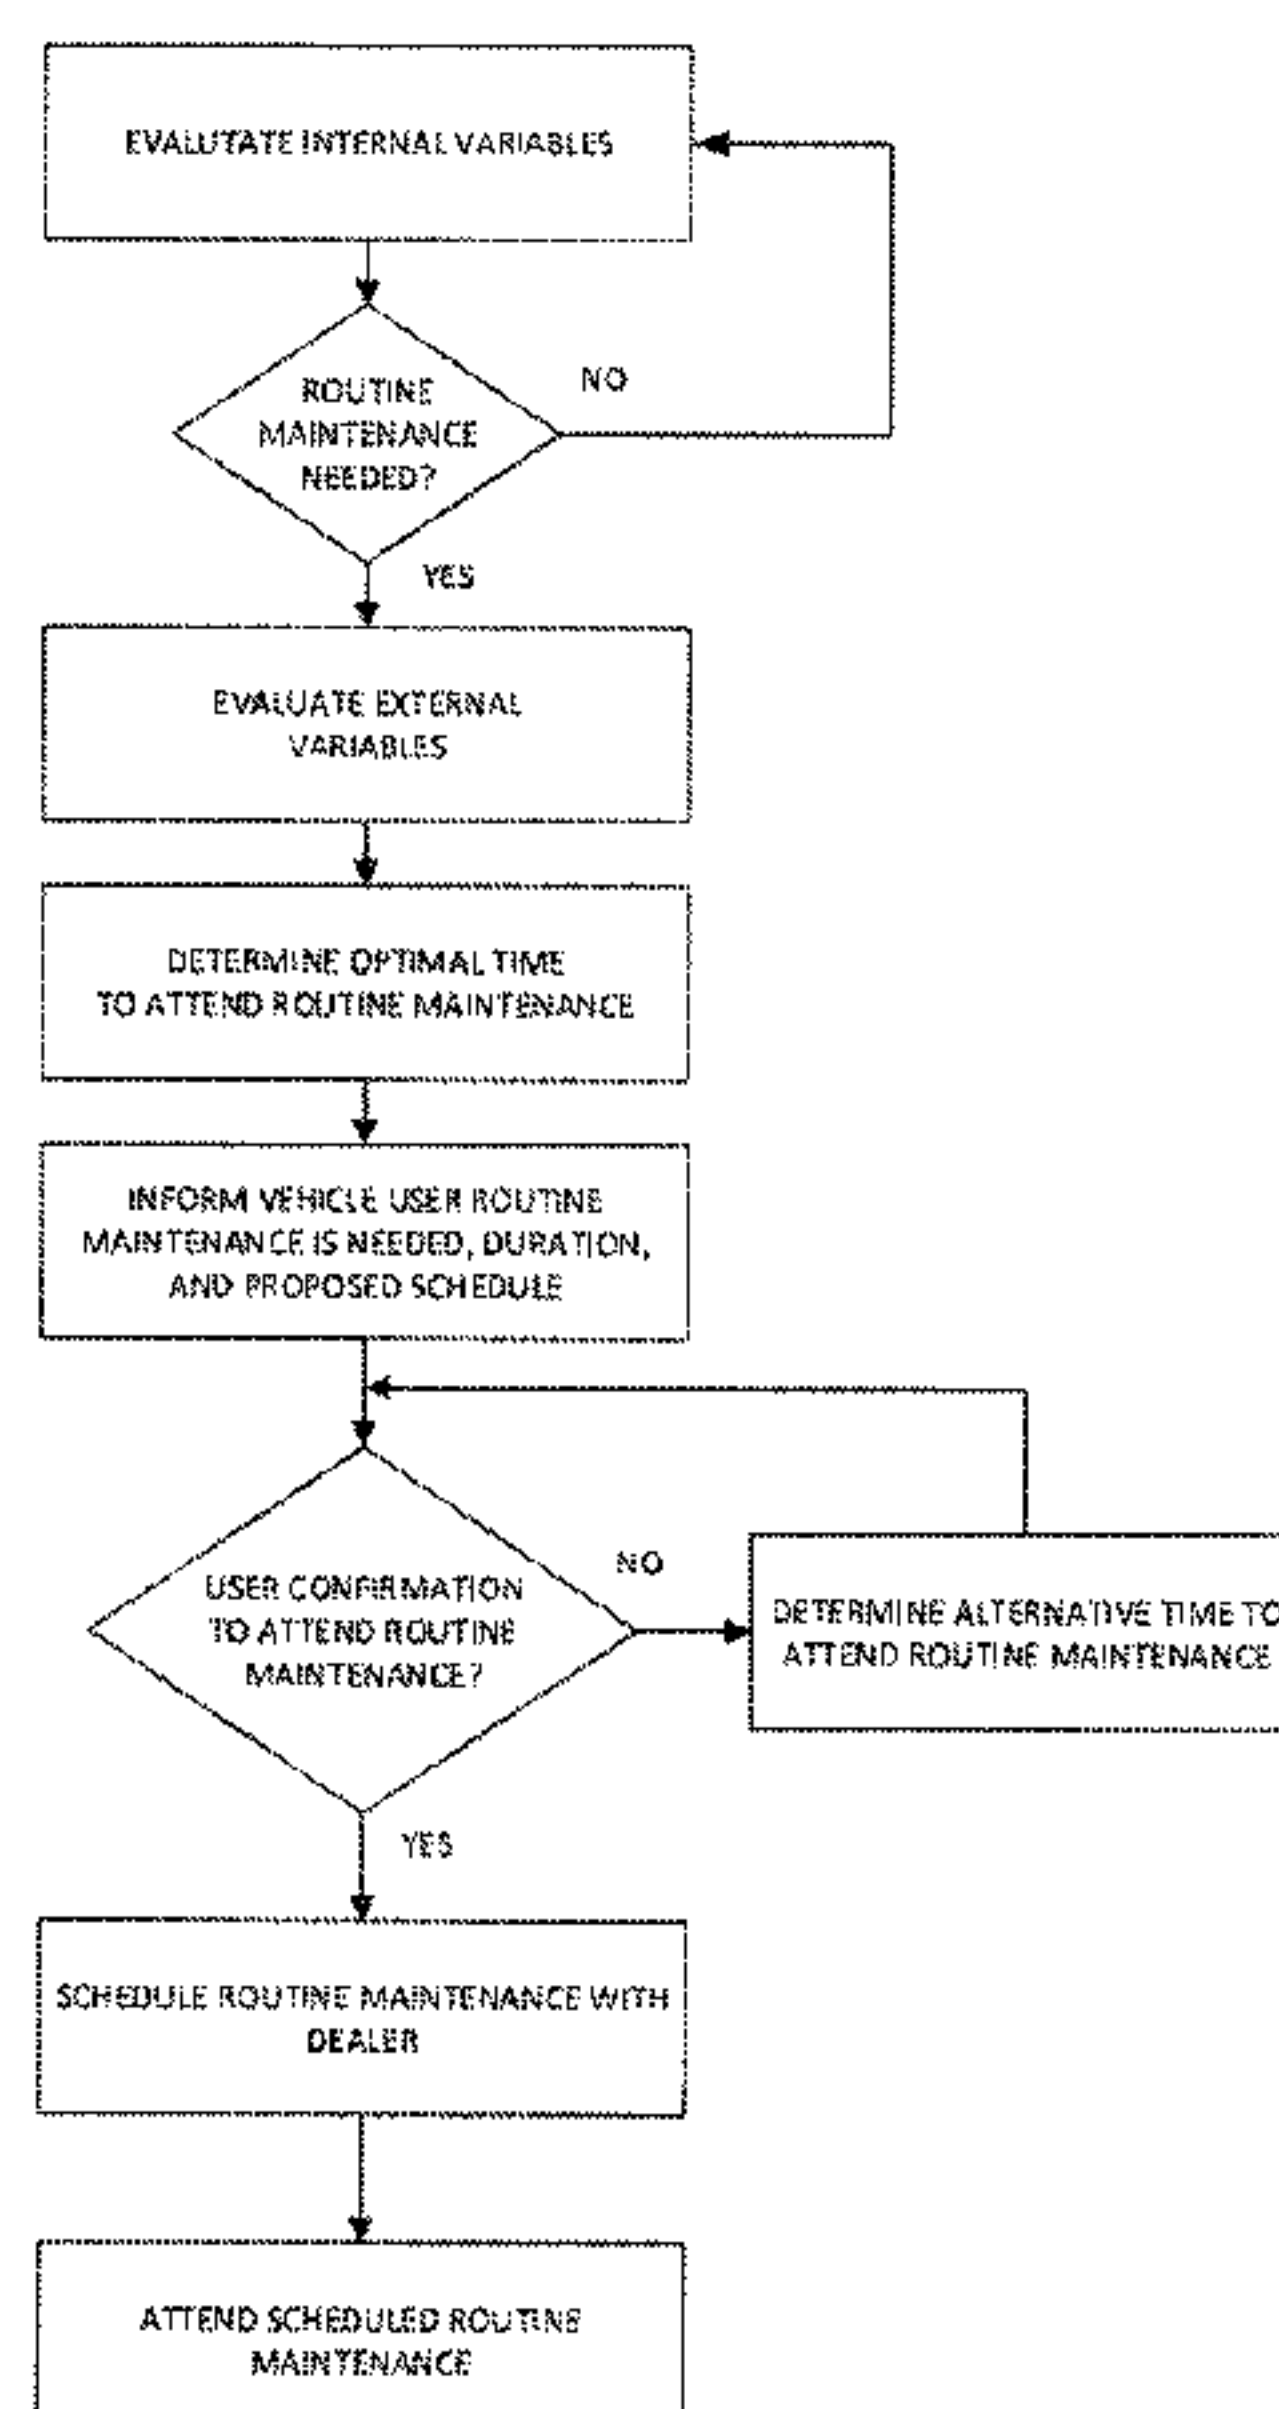 EVALUTATE INTERNAL VARIABLES
ROUTINE
MAINTENANCE
NEEDED?
NO
YES
EVALUATE EXTERNAL
VARIABLES
DETERMINE OPTIMAL TIME
TO ATTEND ROUTINE MAINTENANCE
INFORM VEHICLE USER ROUTINE
MAINTENANCE IS NEEDED, DURATION,
AND PROPOSED SCHEDULE
USER CONFIRMATION
TO ATTEND ROUTINE
MAINTENANCE?
NO
DETERMINE ALTERNATIVE TIME TO
ATTEND ROUTINE MAINTENANCE
YES
SCHEDULE ROUTINE MAINTENANCE WITH
DEALER
ATTEND SCHEDULED ROUTINE
MAINTENANCE